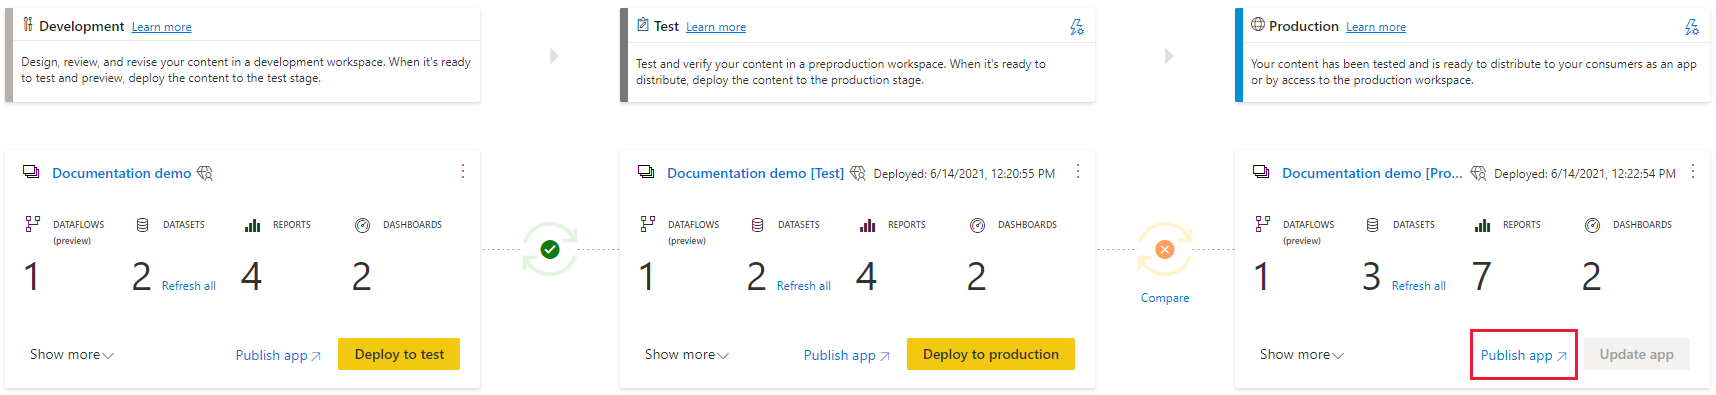 Development Learn more
Design, review, and revise your content in a development workspace. When it's ready
to test and preview, deploy the content to the test stage.
Test Learn more
Test and verify your content in a preproduction workspace. When it's ready to
distribute, deploy the content to the production stage.
Production Learn more
Your content has been tested and is ready to distribute to your consumers as an app
or by access to the production workspace.
Documentation demo
DATAFLOWS DATASETS REPORTS DASHBOARDS
(preview)
1 2 Refresh all 4 2
Show more Publish app Deploy to test
Documentation demo [Test] Deployed: 6/14/2021, 12:20:55 PM
DATAFLOWS DATASETS REPORTS DASHBOARDS
(preview)
1 2 Refresh all 4 2
Show more Publish app Deploy to production
Compare
Documentation demo [Pro... Deployed: 6/14/2021, 12:22:54 PM
DATAFLOWS DATASETS REPORTS DASHBOARDS
(preview)
1 3 Refresh all 7 2
Show more Publish app Update app